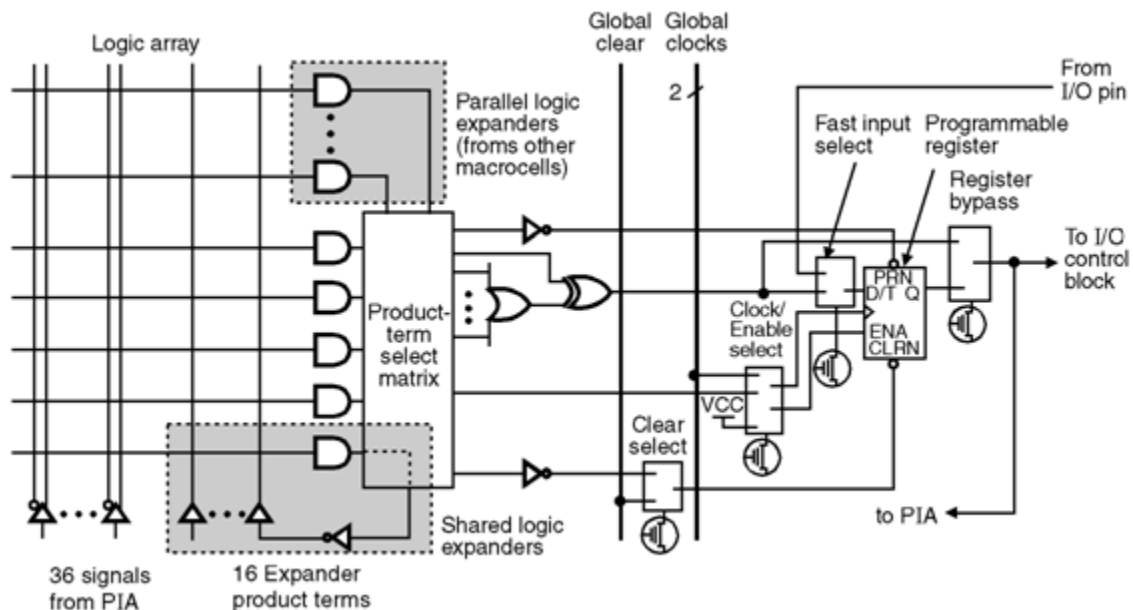 Logic array
Global
clear
Global
clocks
2
From
I/O pin
Parallel logic
expanders
(froms other
macrocells)
Fast input
select
Programmable
register
Register
bypass
To I/O
control
block
PRN
D/T Q
ENA
CLRN
Clock/
Enable
select
Product-
term
select
matrix
VCC
Clear
select
Shared logic
expanders
to PIA
36 signals
from PIA
16 Expander
product terms